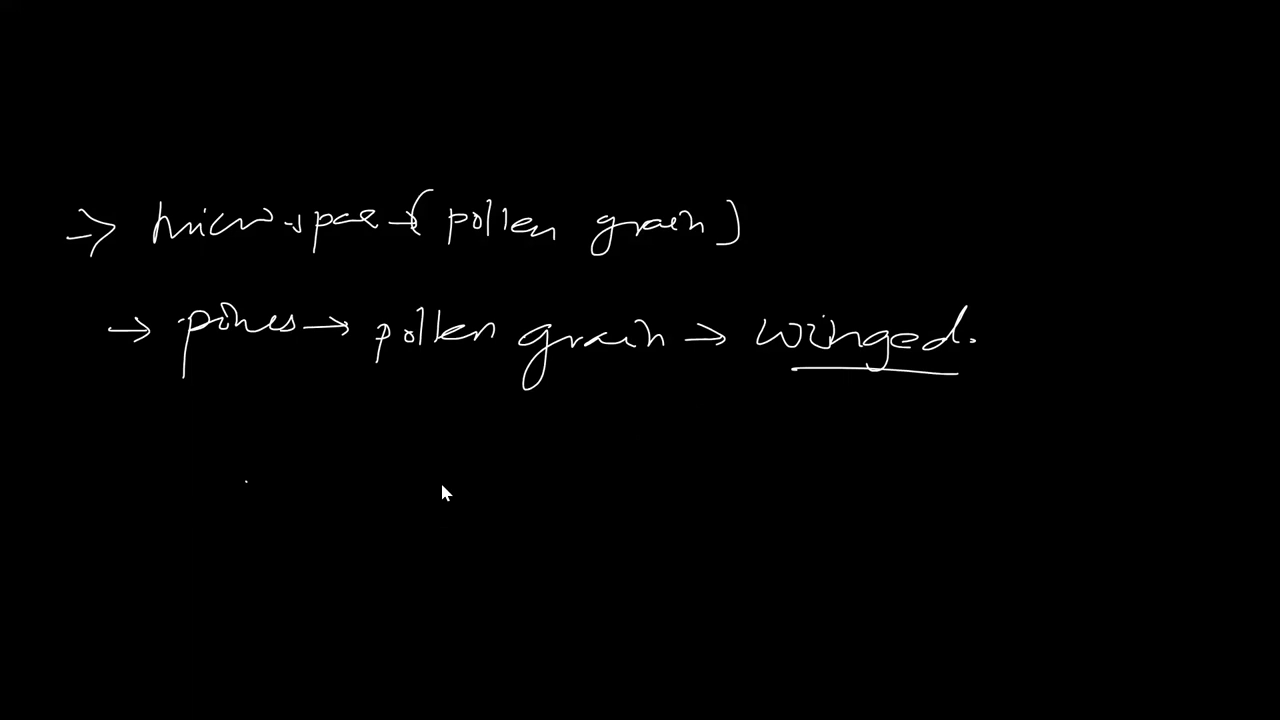 ⇒ microspore → (pollen grain)
→ pines → pollen grain → winged.